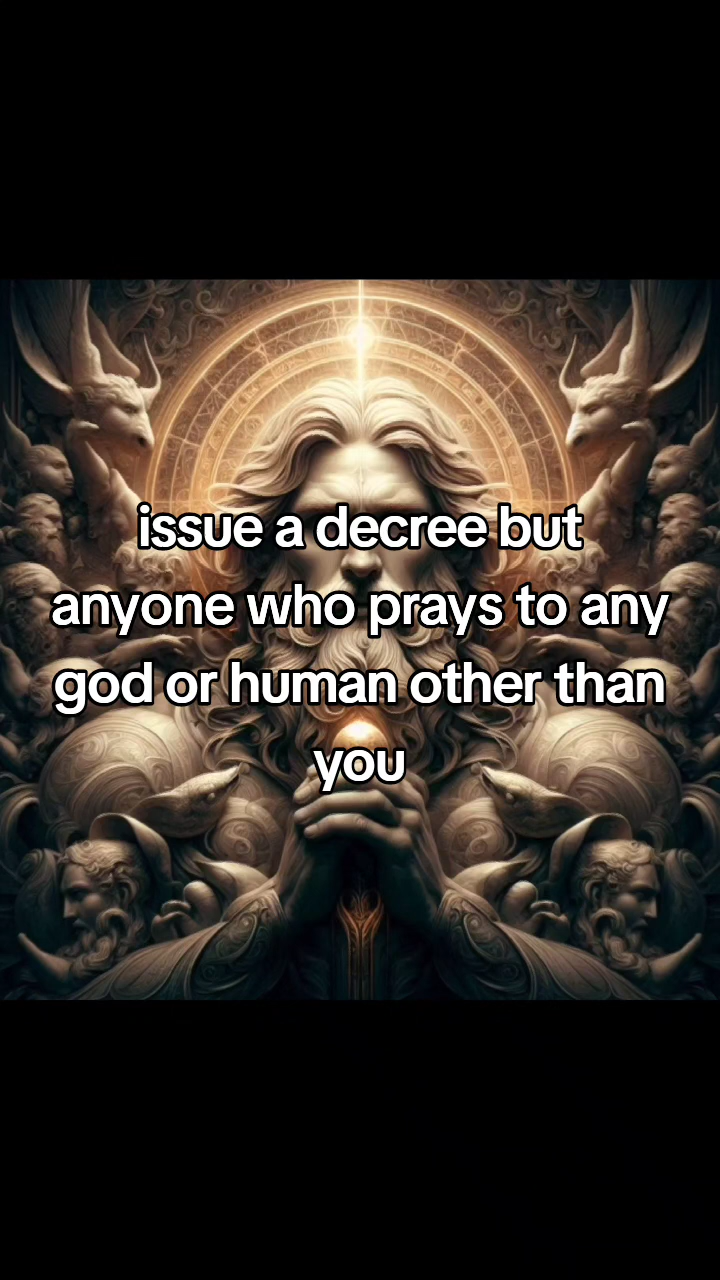 issue a decree but
anyone who prays to any
god or human other than
you